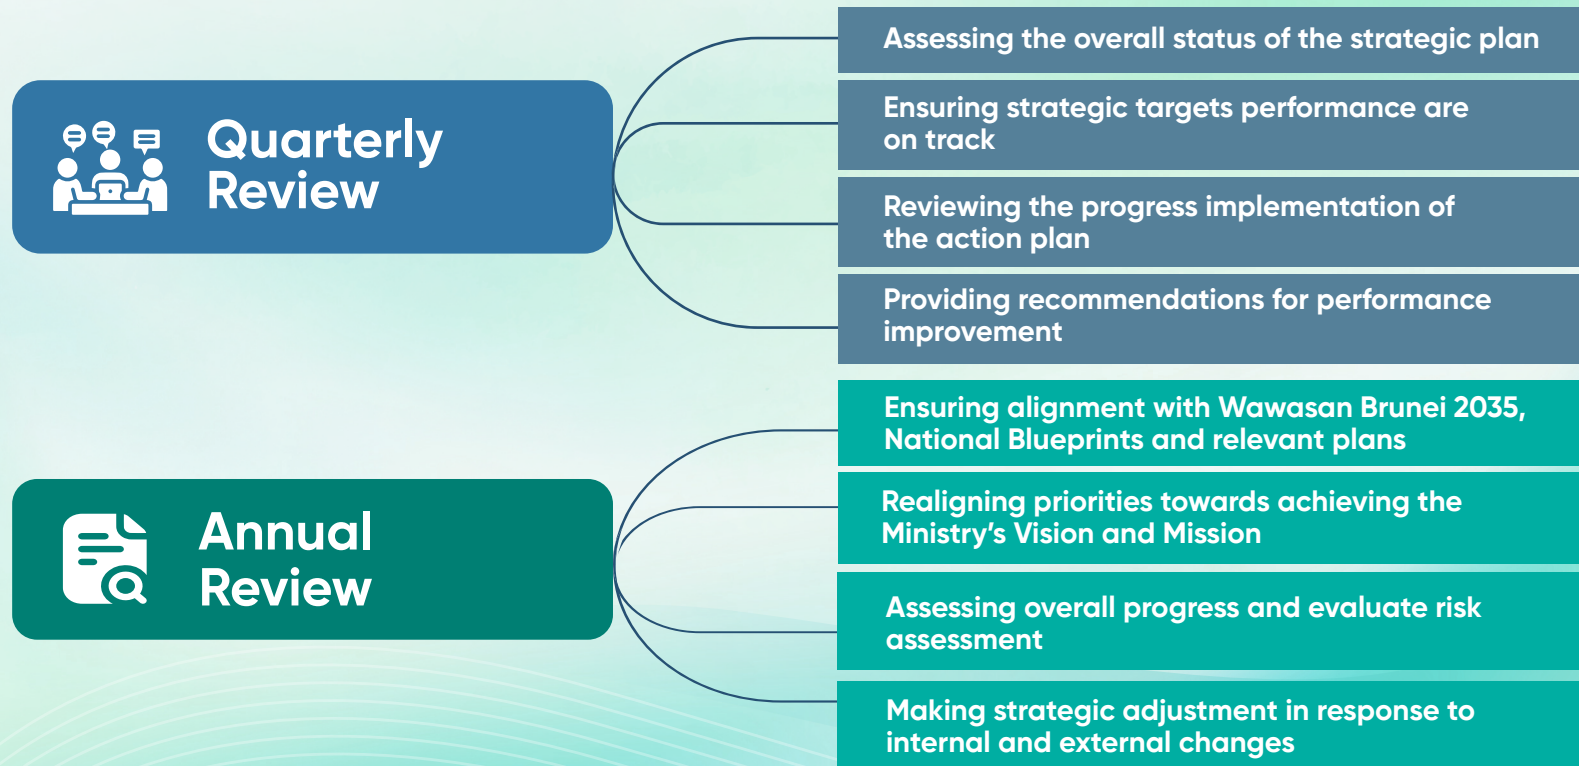 Quarterly
Review
Assessing the overall status of the strategic plan
Ensuring strategic targets performance are
on track
Reviewing the progress implementation of
the action plan
Providing recommendations for performance
improvement
Annual
Review
Ensuring alignment with Wawasan Brunei 2035,
National Blueprints and relevant plans
Realigning priorities towards achieving the
Ministry's Vision and Mission
Assessing overall progress and evaluate risk
assessment
Making strategic adjustment in response to
internal and external changes